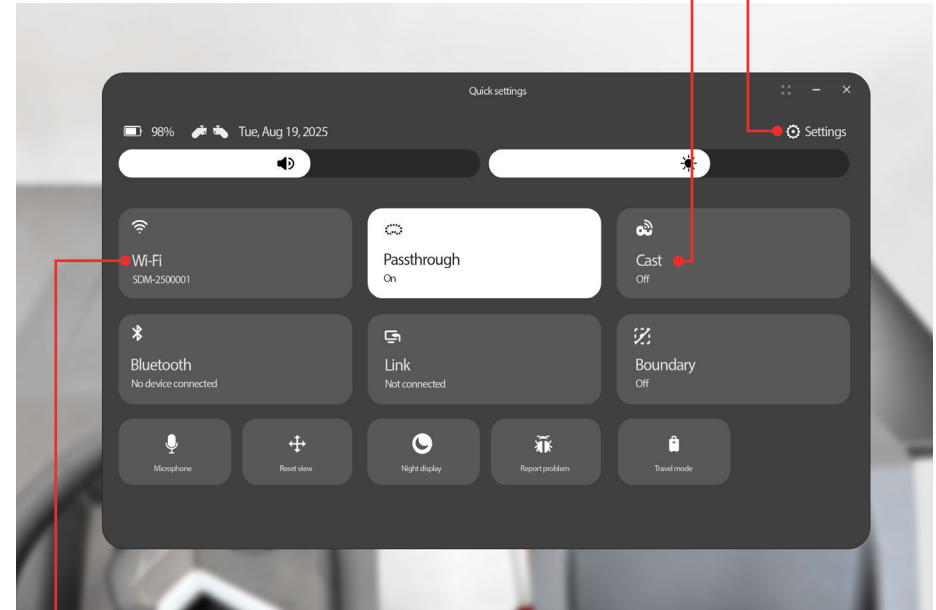 Quick settings
98% Tue, Aug 19, 2025
Settings
Wi-Fi
SDM-2500001
Passthrough
On
Cast
Off
Bluetooth
No device connected
Link
Not connected
Boundary
Off
Microphone
Reset view
Night display
Report problem
Travel mode